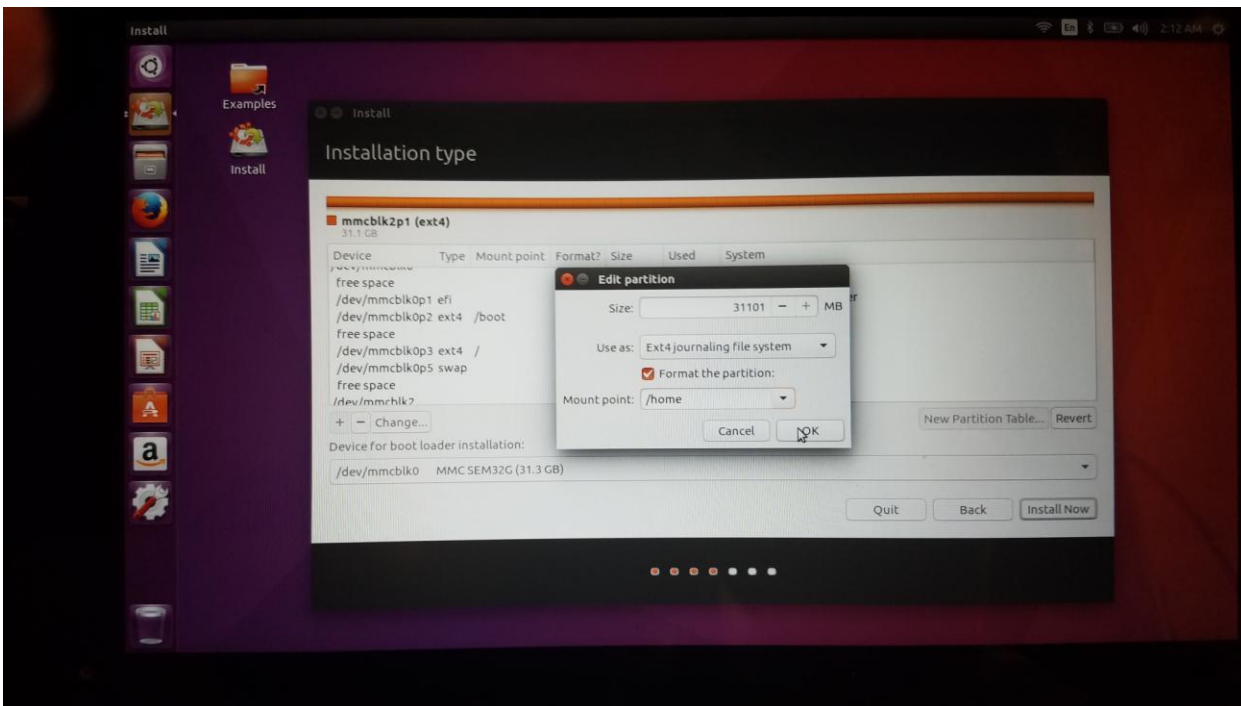 Install
En
2:12 AM
Examples
Install
Install
Installation type
mmcblk2p1 (ext4)
31.1 GB
Device Type Mount point Format? Size Used System
free space
/dev/mmcblk0p1 efi
/dev/mmcblk0p2 ext4 /boot
free space
/dev/mmcblk0p3 ext4 /
/dev/mmcblk0p5 swap
free space
/dev/mmcblk2
Edit partition
Size: 31101 - + MB
Use as: Ext4 journaling file system
Format the partition:
Mount point: /home
Cancel OK
+ - Change... New Partition Table... Revert
Device for boot loader installation:
/dev/mmcblk0 MMC SEM32G (31.3 GB)
Quit Back Install Now
A
a